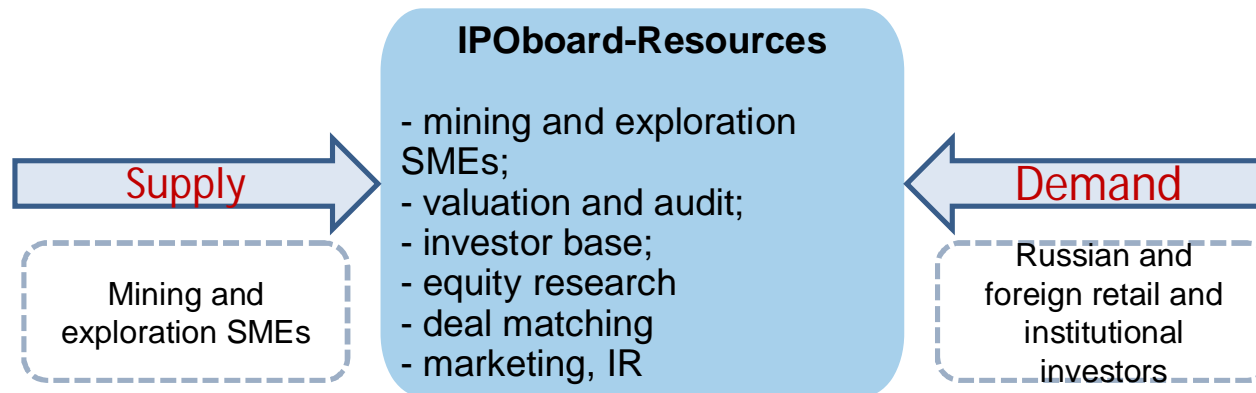 IPOboard-Resources
- mining and exploration
SMEs;
- valuation and audit;
- investor base;
- equity research
- deal matching
- marketing, IR
Supply
Mining and
exploration SMEs
Demand
Russian and
foreign retail and
institutional
investors